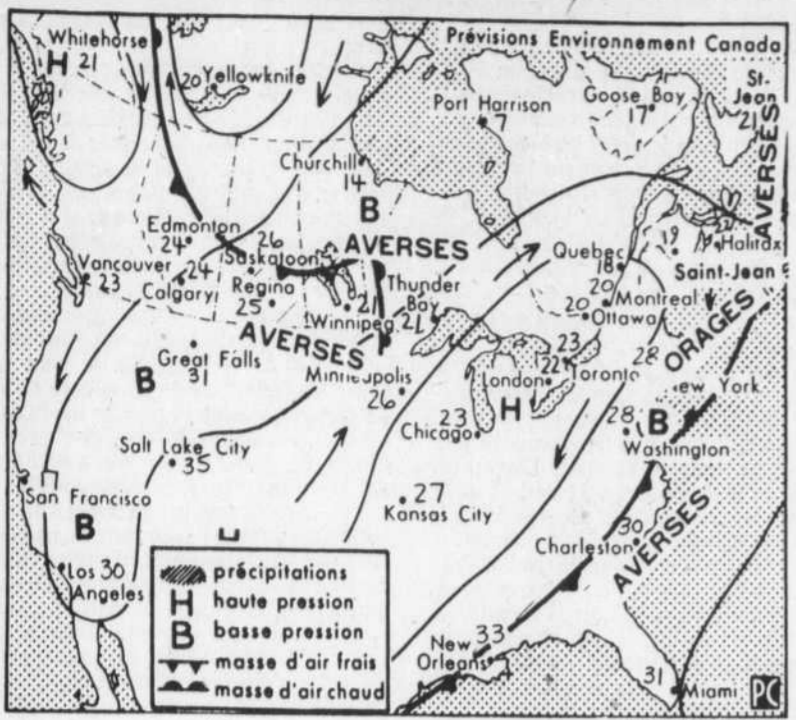 Whitehorse
H 21
Prévisions Environnement Canada
20 Yellowknife
Port Harrison
7
Goose Bay
17
St-
Jean
21
AVERSES
Churchill
14
B
AVERSES
Edmonton
24
26
Saskatoon
Vancouver
23
24
Calgary
Regina
25
21
Winnipeg
Thunder
Bay
21
AVERSES
Quebec
18
19
Halifax
Saint-Jean
20
Montreal
20
Ottawa
ORAGES
Great Falls
31
B
Minneapolis
26
23
22
London
Toronto
28
New York
H
Chicago
23
28
B
Washington
Salt Lake City
35
San Francisco
B
27
Kansas City
Charleston
30
AVERSES
Los 30
Angeles
précipitations
H haute pression
B basse pression
masse d'air frais
masse d'air chaud
New 33
Orleans
31
Miami
PC